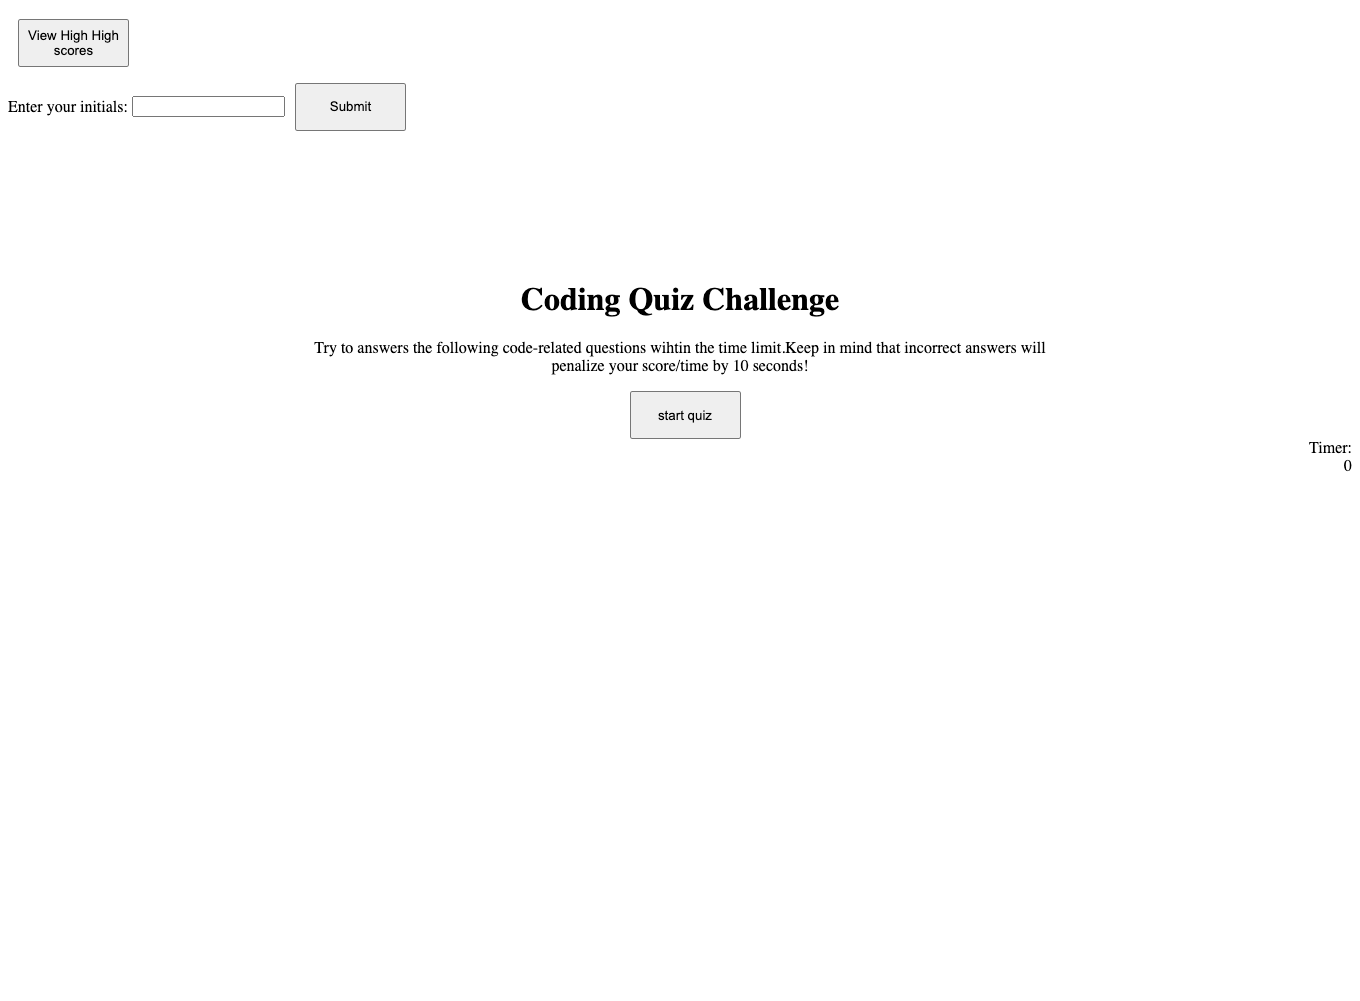 View High High
scores
Enter your initials:
Submit
Coding Quiz Challenge
Try to answers the following code-related questions wihtin the time limit.Keep in mind that incorrect answers will
penalize your score/time by 10 seconds!
start quiz
Timer:
0